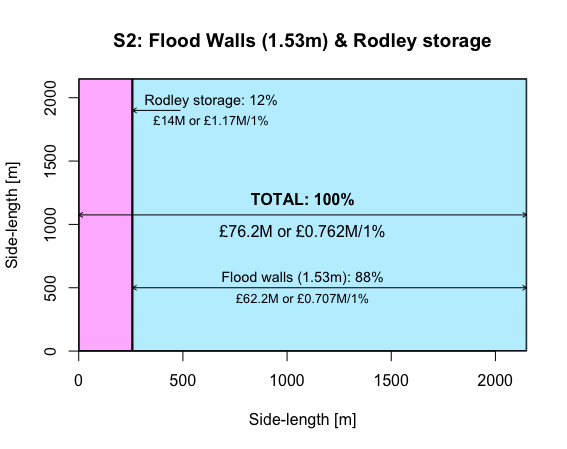 S2: Flood Walls (1.53m) & Rodley storage
Side-length [m]
2000
1500
1000
500
0
Rodley storage: 12%
£14M or £1.17M/1%
TOTAL: 100%
£76.2M or £0.762M/1%
Flood walls (1.53m): 88%
£62.2M or £0.707M/1%
0 500 1000 1500 2000
Side-length [m]